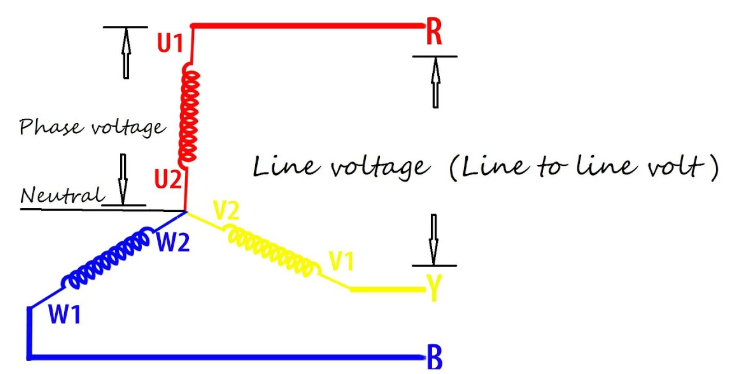 U1
R
Phase voltage
Line voltage (Line to line volt)
U2
Neutral
V2
W2
V1
Y
W1
B